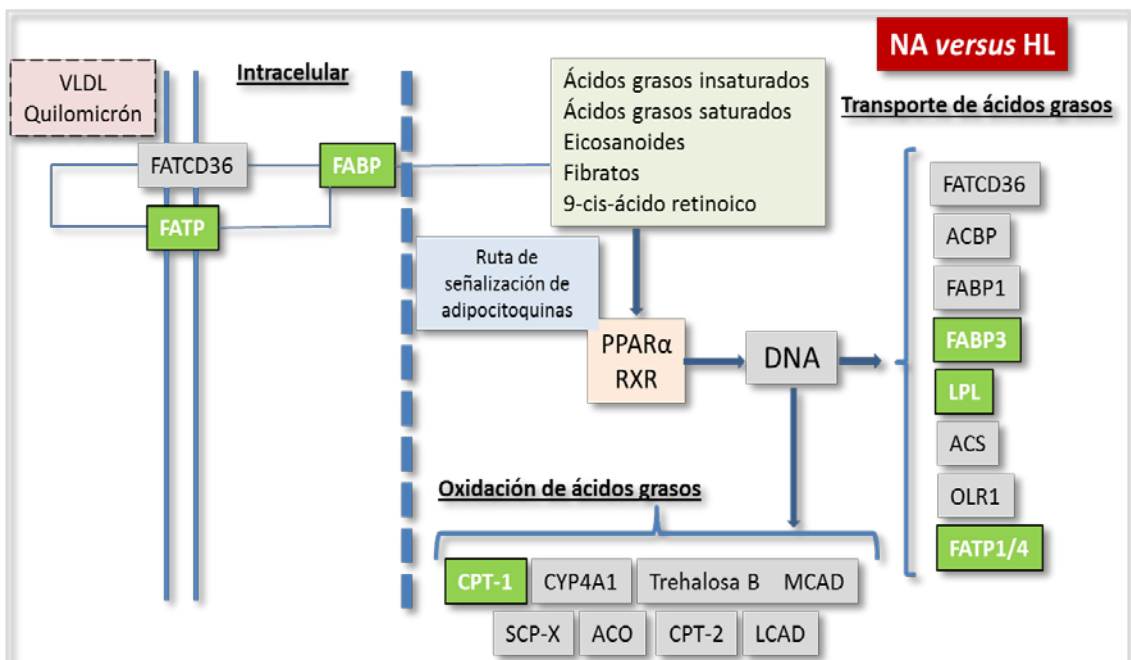 NA versus HL
VLDL
Quilomicrón
Intracelular
Ácidos grasos insaturados
Ácidos grasos saturados
Eicosanoides
Fibratos
9-cis-ácido retinoico
Transporte de ácidos grasos
FATCD36
FABP
FATP
Ruta de
señalización de
adipocitoquinas
PPARα
RXR
DNA
FATCD36
ACBP
FABP1
FABP3
LPL
ACS
OLR1
FATP1/4
Oxidación de ácidos grasos
CPT-1
CYP4A1
Trehalosa B
MCAD
SCP-X
ACO
CPT-2
LCAD